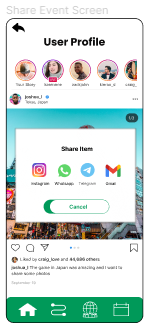 Share Event Screen
User Profile
Your Story
joshua_l
Tokyo, Japan
1/3
Share Item
Instagram
Whatsapp
Telegram
Gmail
Cancel
Liked by craig_love and 44,686 others
joshua_l The game in Japan was amazing and I want to
share some photos